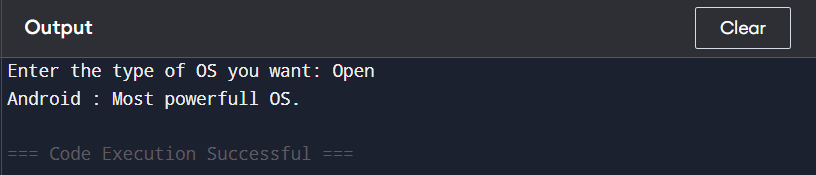 Output
Clear
Enter the type of OS you want: Open
Android : Most powerfull OS.
=== Code Execution Successful ===